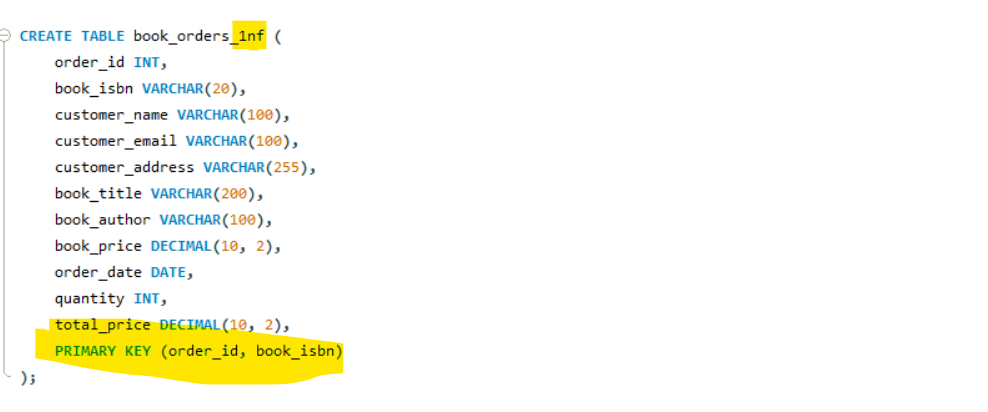 CREATE TABLE book_orders_1nf (
order_id INT,
book_isbn VARCHAR(20),
customer_name VARCHAR(100),
customer_email VARCHAR(100),
customer_address VARCHAR(255),
book_title VARCHAR(200),
book_author VARCHAR(100),
book_price DECIMAL(10, 2),
order_date DATE,
quantity INT,
total_price DECIMAL(10, 2),
PRIMARY KEY (order_id, book_isbn)
);